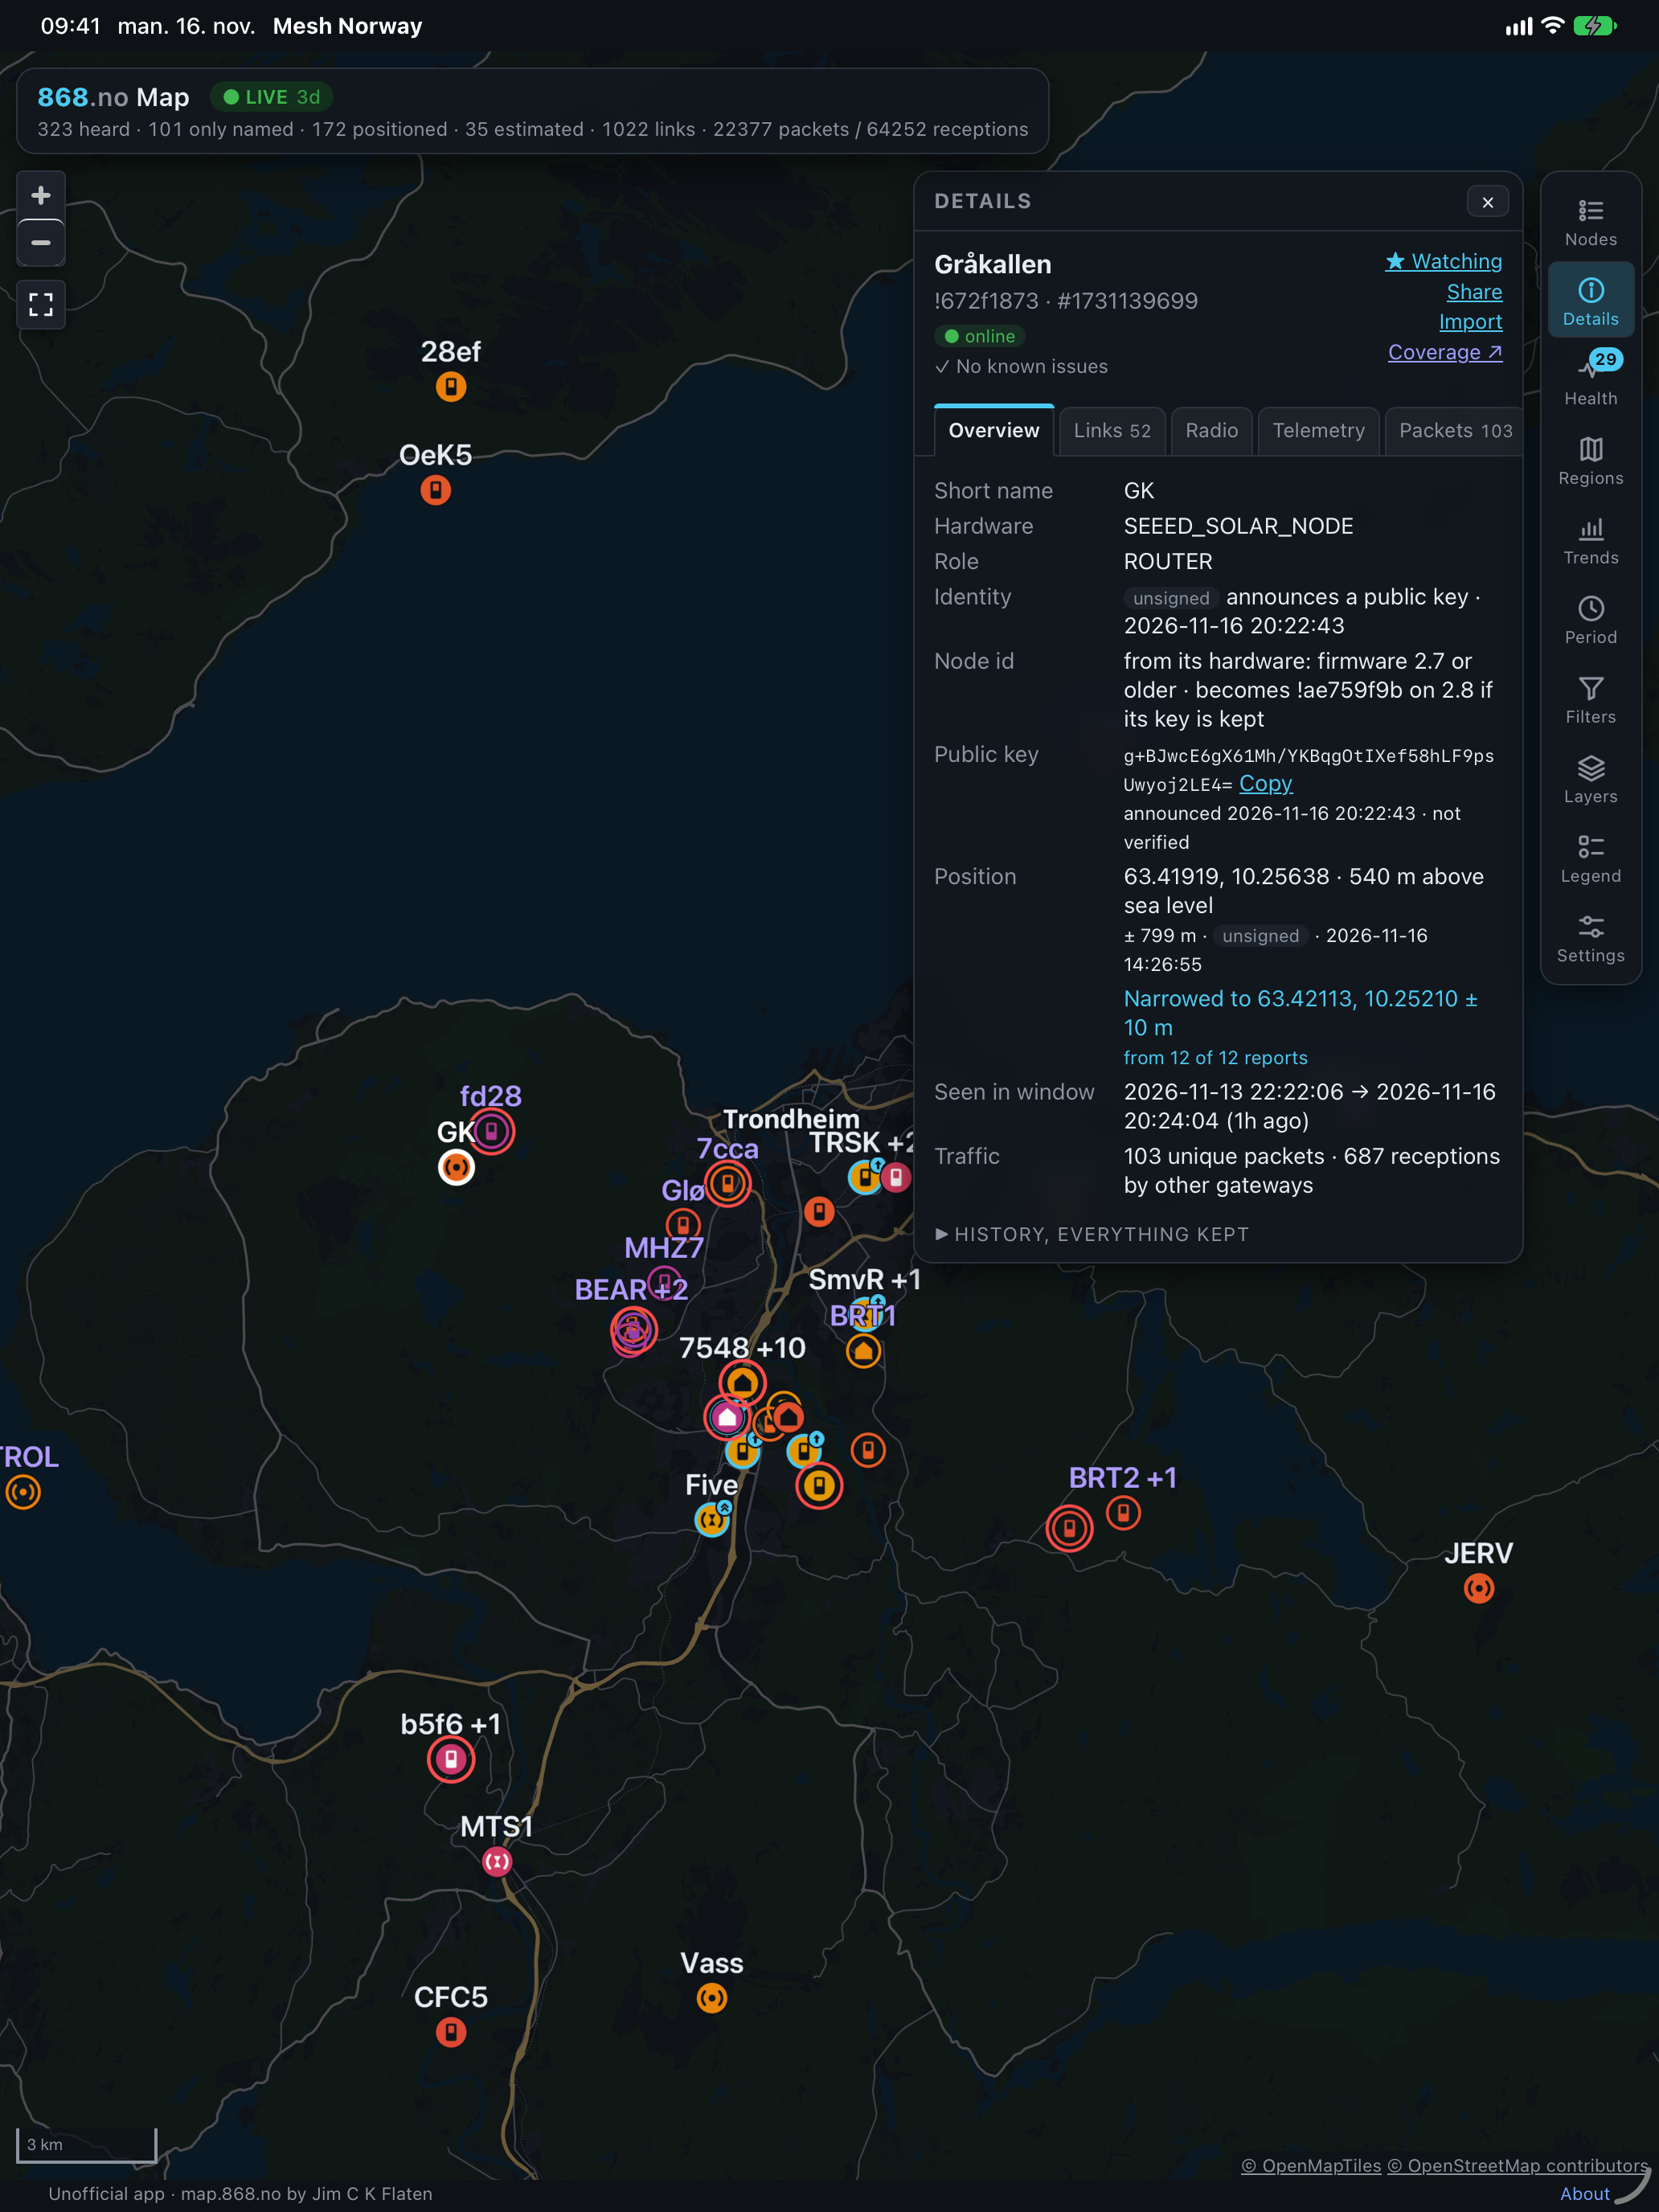 09:41 man. 16. nov. Mesh Norway
868.no Map LIVE 3d
323 heard · 101 only named · 172 positioned · 35 estimated · 1022 links · 22377 packets / 64252 receptions
+
−
DETAILS
×
Gråkallen
★ Watching
!672f1873 · #1731139699
Share
online
Import
✓ No known issues
Coverage ↗
Overview
Links 52
Radio
Telemetry
Packets 103
Short name GK
Hardware SEEED_SOLAR_NODE
Role ROUTER
Identity unsigned announces a public key ·
2026-11-16 20:22:43
Node id from its hardware: firmware 2.7 or
older · becomes !ae759f9b on 2.8 if
its key is kept
Public key g+BJwcE6gX61Mh/YKBqgOtIXef58hLF9ps
Uwyoj2LE4= Copy
announced 2026-11-16 20:22:43 · not
verified
Position 63.41919, 10.25638 · 540 m above
sea level
± 799 m · unsigned · 2026-11-16
14:26:55
Narrowed to 63.42113, 10.25210 ±
10 m
from 12 of 12 reports
Seen in window 2026-11-13 22:22:06 → 2026-11-16
20:24:04 (1h ago)
Traffic 103 unique packets · 687 receptions
by other gateways
▶ HISTORY, EVERYTHING KEPT
Nodes
Details
29
Health
Regions
Trends
Period
Filters
Layers
Legend
Settings
28ef
OeK5
fd28
GK
Trondheim
TRSK +2
7cca
Glø
MHZ7
BEAR +2
SmvR +1
BRT1
7548 +10
TROL
Five
BRT2 +1
JERV
b5f6 +1
MTS1
Vass
CFC5
3 km
© OpenMapTiles © OpenStreetMap contributors
Unofficial app · map.868.no by Jim C K Flaten
About